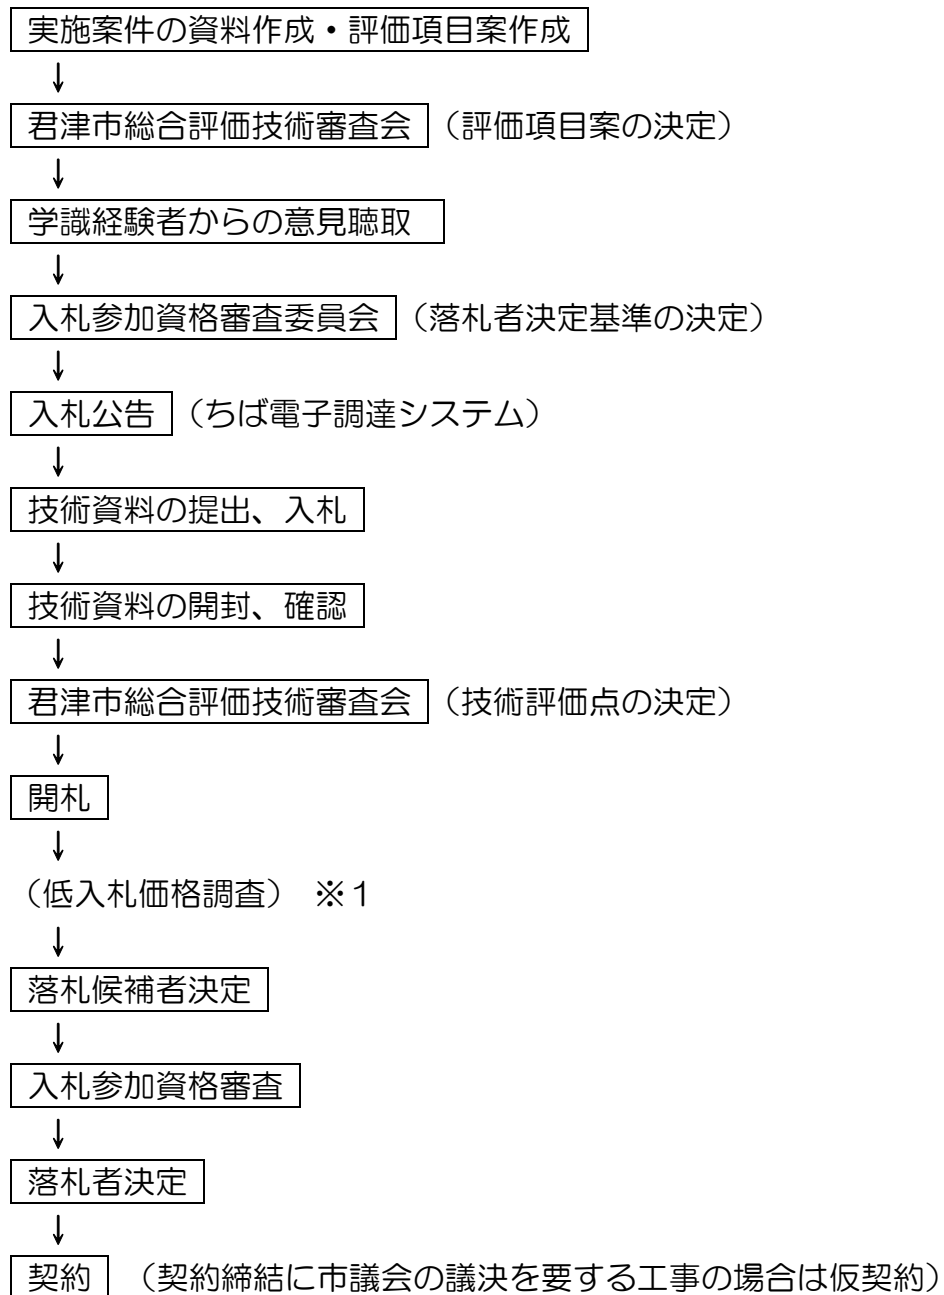 実施案件の資料作成・評価項目案作成
↓
君津市総合評価技術審査会（評価項目案の決定）
↓
学識経験者からの意見聴取
↓
入札参加資格審査委員会（落札者決定基準の決定）
↓
入札公告（ちば電子調達システム）
↓
技術資料の提出、入札
↓
技術資料の開封、確認
↓
君津市総合評価技術審査会（技術評価点の決定）
↓
開札
↓
（低入札価格調査）　※１
↓
落札候補者決定
↓
入札参加資格審査
↓
落札者決定
↓
契約　（契約締結に市議会の議決を要する工事の場合は仮契約）